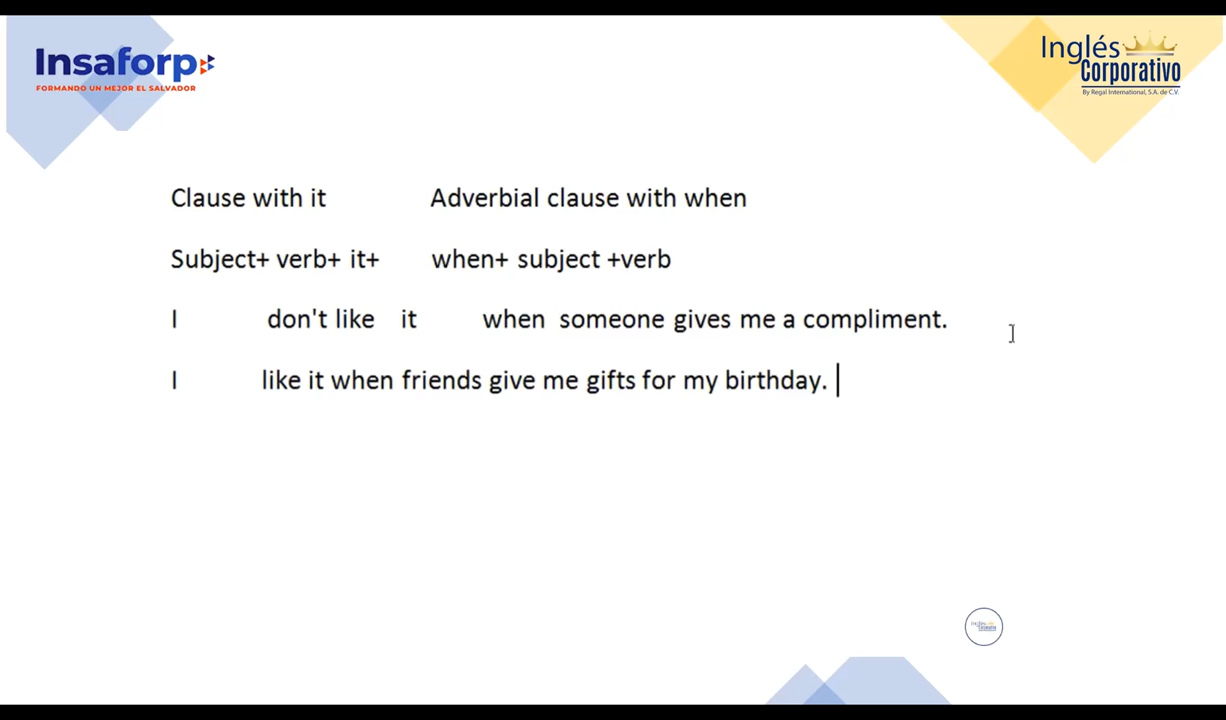 Insaforp
FORMANDO UN MEJOR EL SALVADOR
Inglés
Corporativo
By Regal International, S.A. de C.V.
Clause with it Adverbial clause with when
Subject+ verb+ it+ when+ subject +verb
I don't like it when someone gives me a compliment.
I like it when friends give me gifts for my birthday.